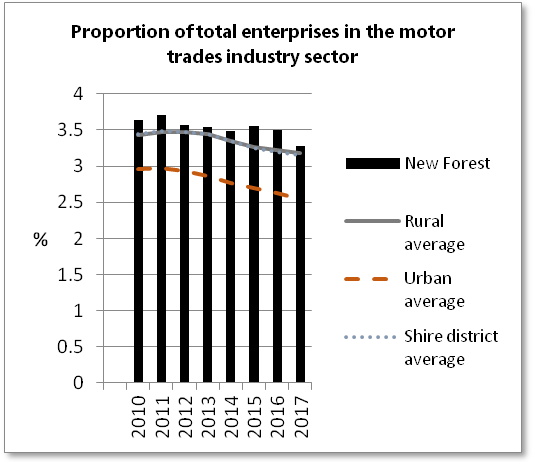 Proportion of total enterprises in the motor
trades industry sector
4
3.5
3
2.5
2
1.5
1
0.5
0
%
2010
2011
2012
2013
2014
2015
2016
2017
New Forest
Rural
average
Urban
average
Shire district
average